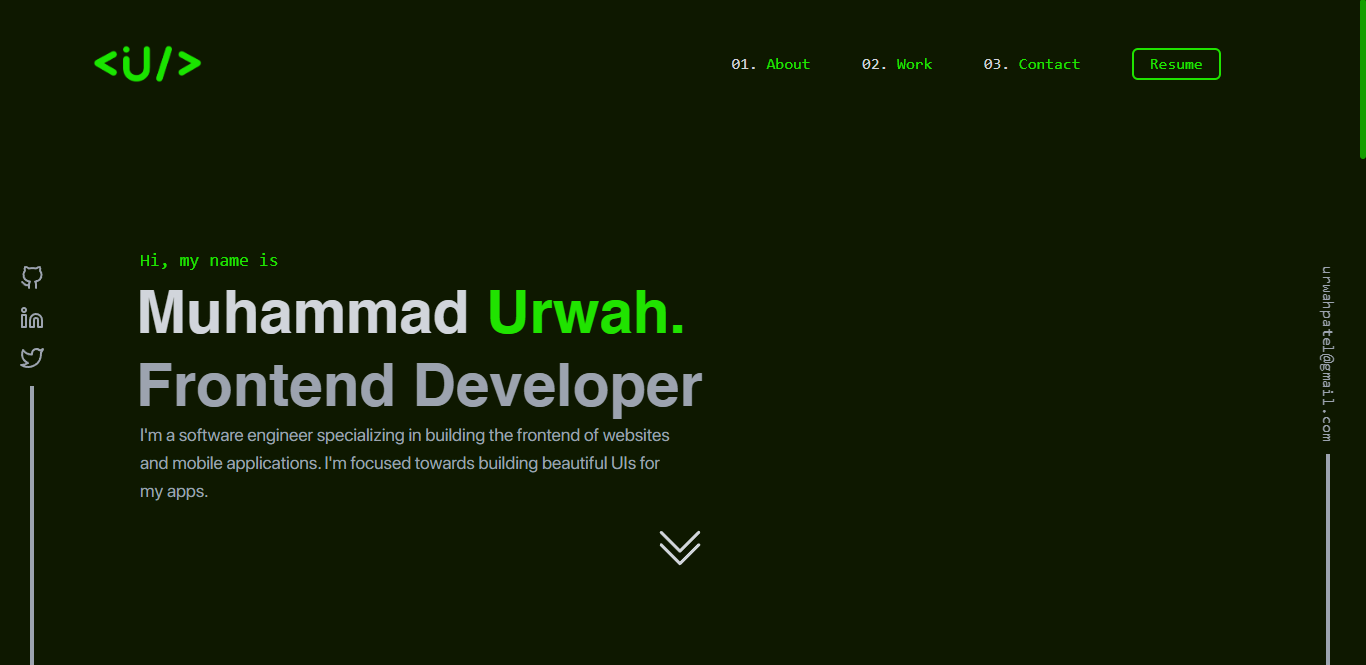 <iU/>
01. About 02. Work 03. Contact Resume
Hi, my name is
Muhammad Urwah.
Frontend Developer
I'm a software engineer specializing in building the frontend of websites
and mobile applications. I'm focused towards building beautiful UIs for
my apps.
in
urwahpatel@gmail.com